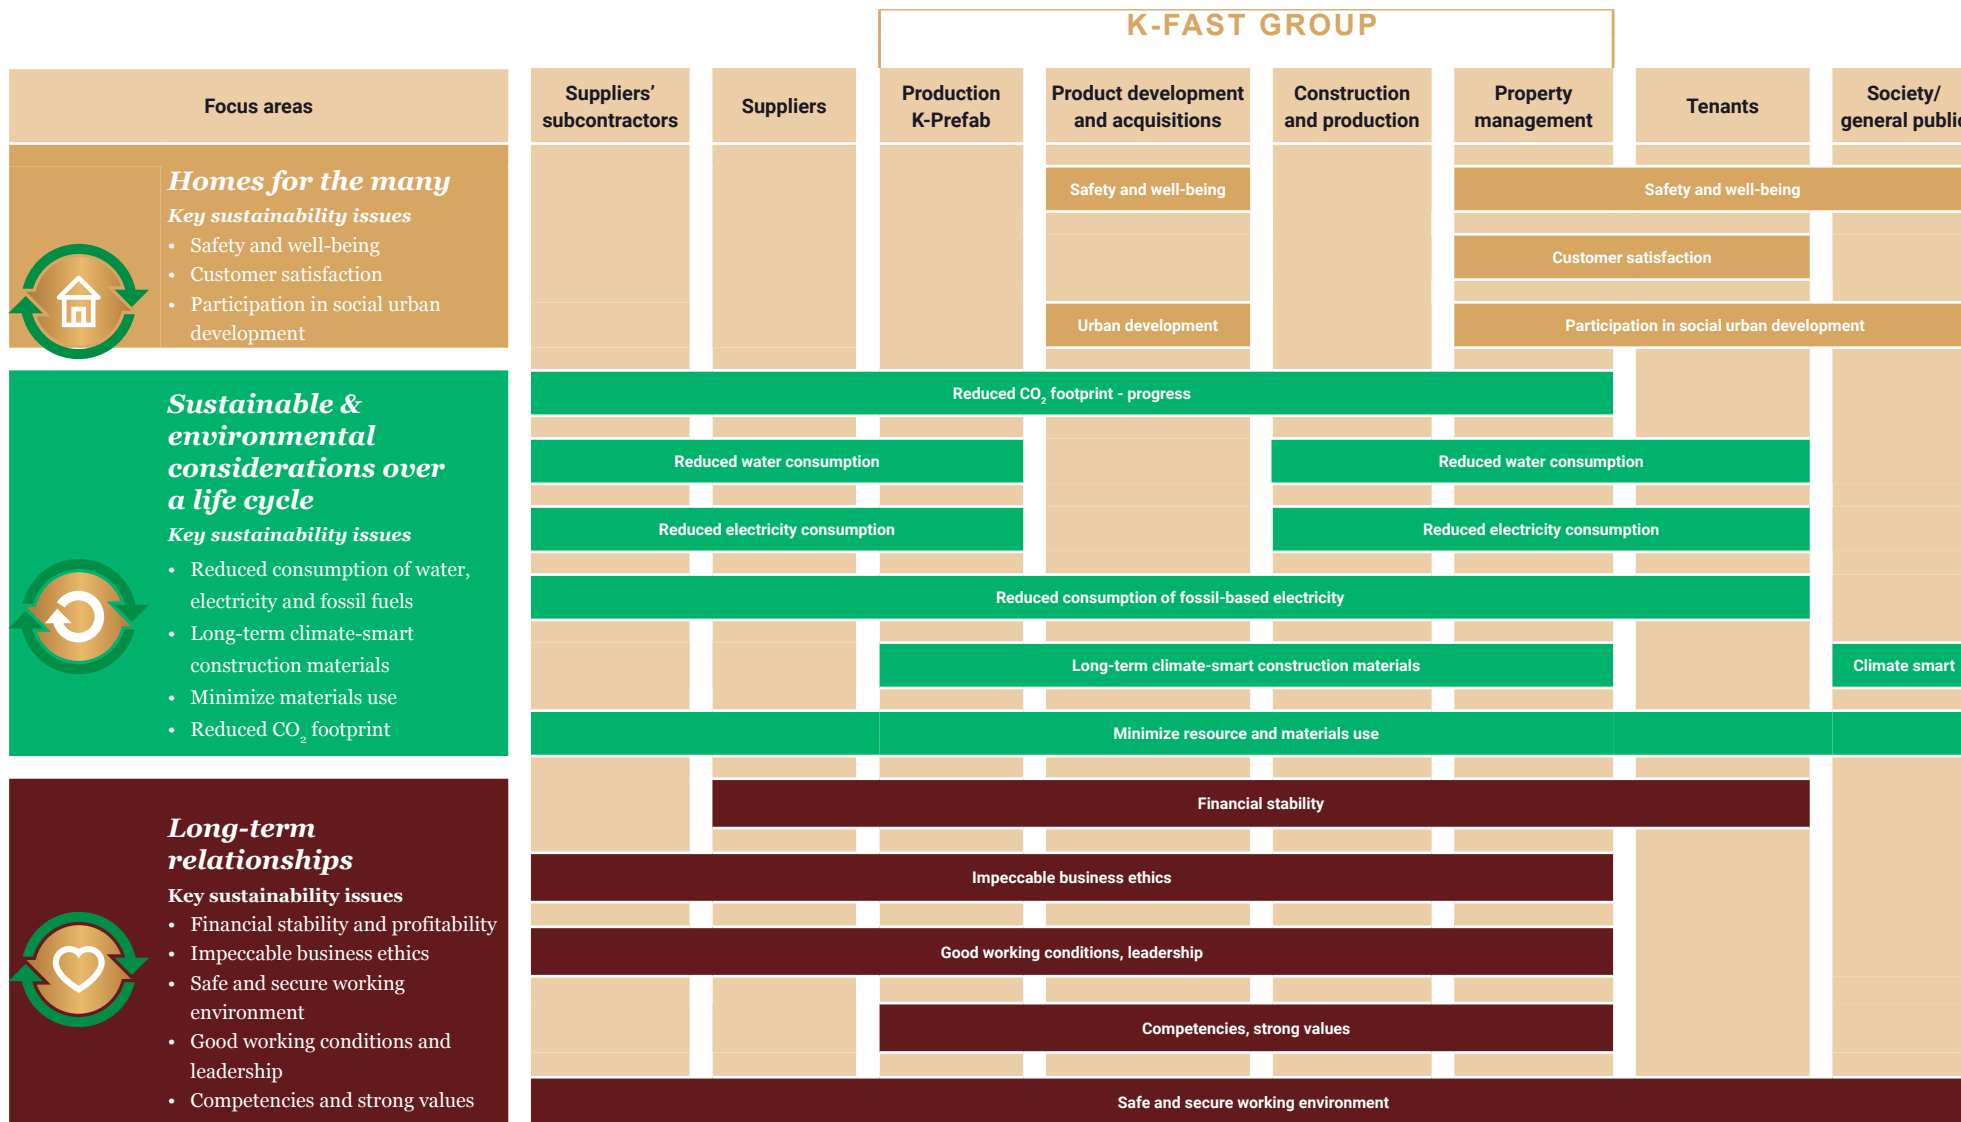 K-FAST GROUP
Focus areas
Suppliers'
subcontractors
Suppliers
Production
K-Prefab
Product development
and acquisitions
Construction
and production
Property
management
Tenants
Society/
general public
Homes for the many
Key sustainability issues
• Safety and well-being
• Customer satisfaction
• Participation in social urban
development
Safety and well-being
Safety and well-being
Customer satisfaction
Urban development
Participation in social urban development
Sustainable &
environmental
considerations over
a life cycle
Key sustainability issues
• Reduced consumption of water,
electricity and fossil fuels
• Long-term climate-smart
construction materials
• Minimize materials use
• Reduced CO₂ footprint
Reduced CO₂ footprint - progress
Reduced water consumption
Reduced water consumption
Reduced electricity consumption
Reduced electricity consumption
Reduced consumption of fossil-based electricity
Long-term climate-smart construction materials
Climate smart
Minimize resource and materials use
Long-term
relationships
Key sustainability issues
• Financial stability and profitability
• Impeccable business ethics
• Safe and secure working
environment
• Good working conditions and
leadership
• Competencies and strong values
Financial stability
Impeccable business ethics
Good working conditions, leadership
Competencies, strong values
Safe and secure working environment